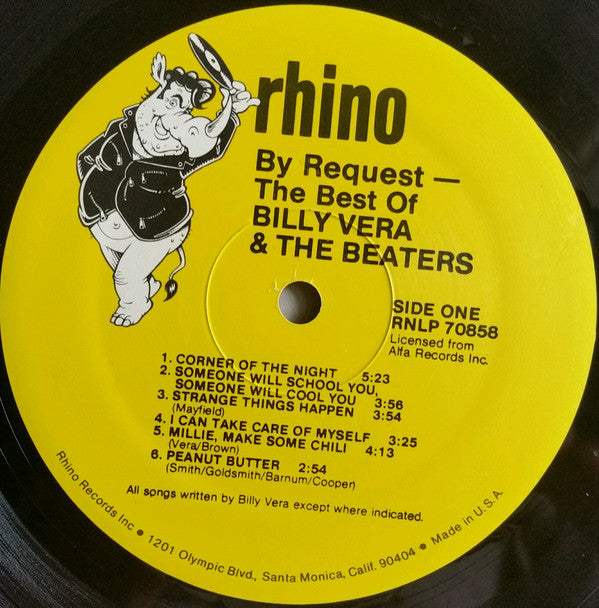 rhino
By Request —
The Best Of
BILLY VERA
& THE BEATERS
SIDE ONE
RNLP 70858
Licensed from
Alfa Records Inc.
1. CORNER OF THE NIGHT 5:23
2. SOMEONE WILL SCHOOL YOU,
SOMEONE WILL COOL YOU 3:56
3. STRANGE THINGS HAPPEN 3:54
(Mayfield)
4. I CAN TAKE CARE OF MYSELF 3:25
5. MILLIE, MAKE SOME CHILI 4:13
(Vera/Brown)
6. PEANUT BUTTER 2:54
(Smith/Goldsmith/Barnum/Cooper)
All songs written by Billy Vera except where indicated.
Rhino Records Inc ● 1201 Olympic Blvd., Santa Monica, Calif. 90404 ● Made in U.S.A.